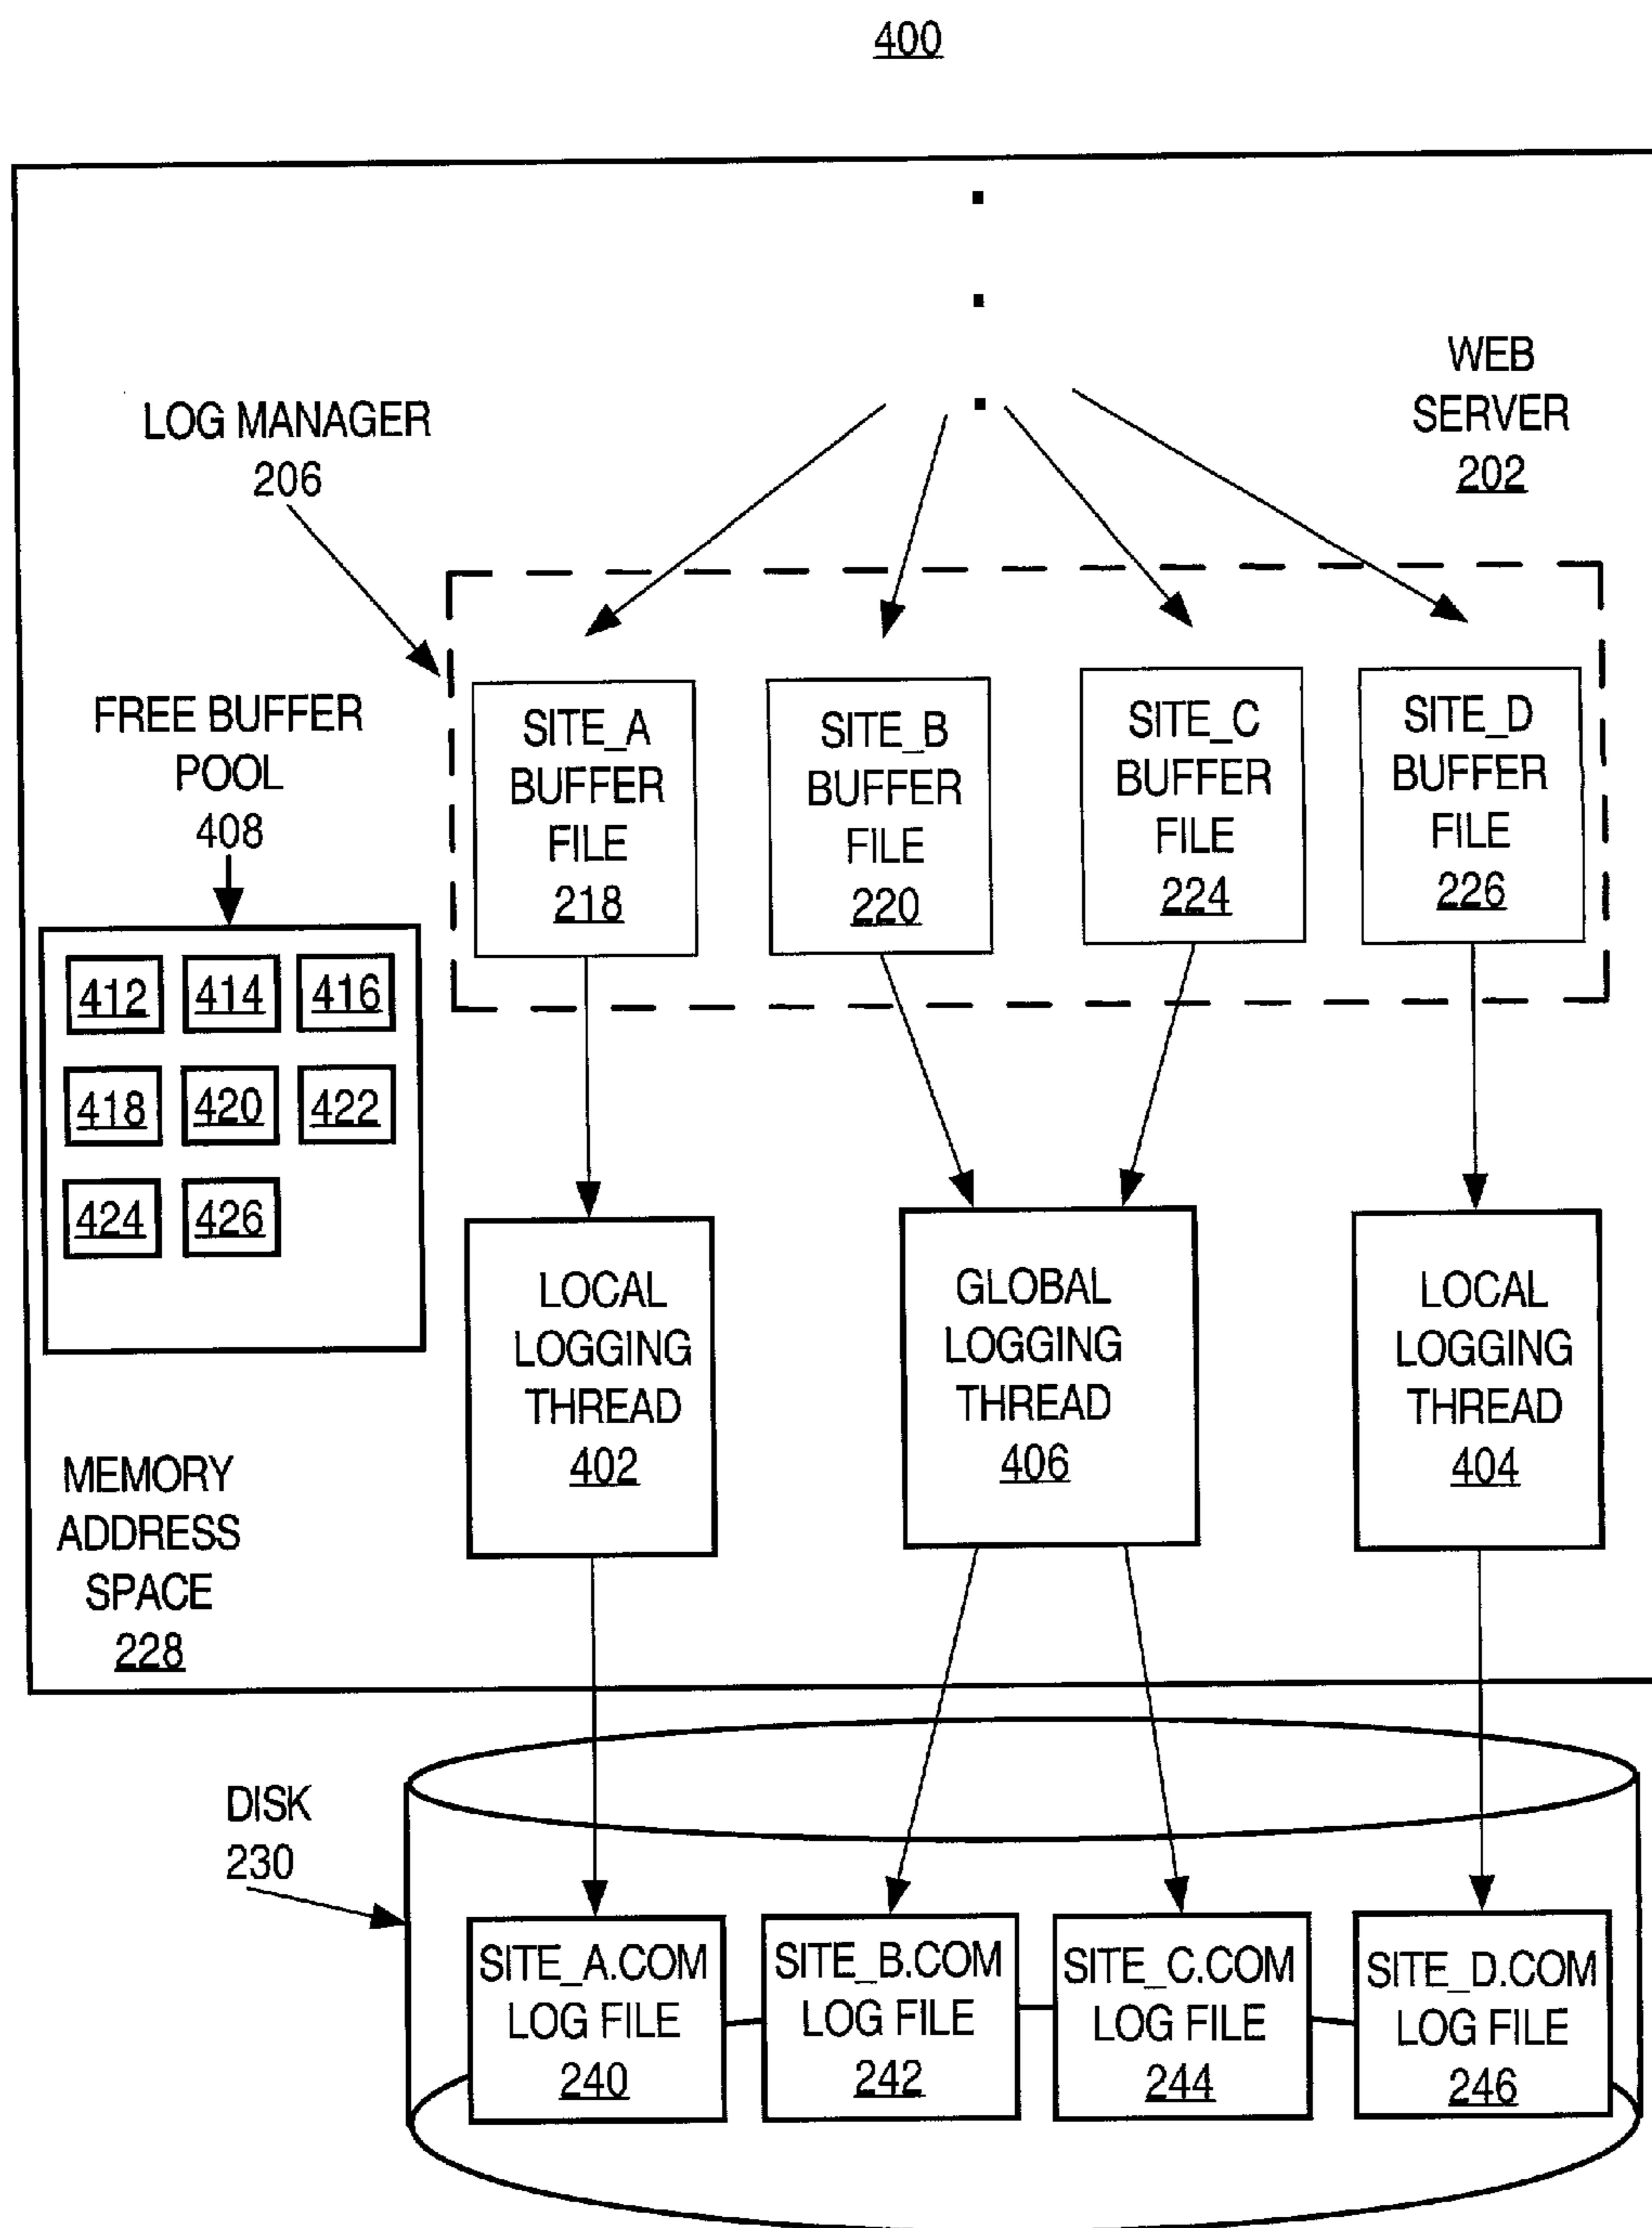 400
WEB
SERVER
202
LOG MANAGER
206
FREE BUFFER
POOL
408
SITE_A
BUFFER
FILE
218
SITE_B
BUFFER
FILE
220
SITE_C
BUFFER
FILE
224
SITE_D
BUFFER
FILE
226
412 414 416
418 420 422
424 426
LOCAL
LOGGING
THREAD
402
GLOBAL
LOGGING
THREAD
406
LOCAL
LOGGING
THREAD
404
MEMORY
ADDRESS
SPACE
228
DISK
230
SITE_A.COM
LOG FILE
240
SITE_B.COM
LOG FILE
242
SITE_C.COM
LOG FILE
244
SITE_D.COM
LOG FILE
246